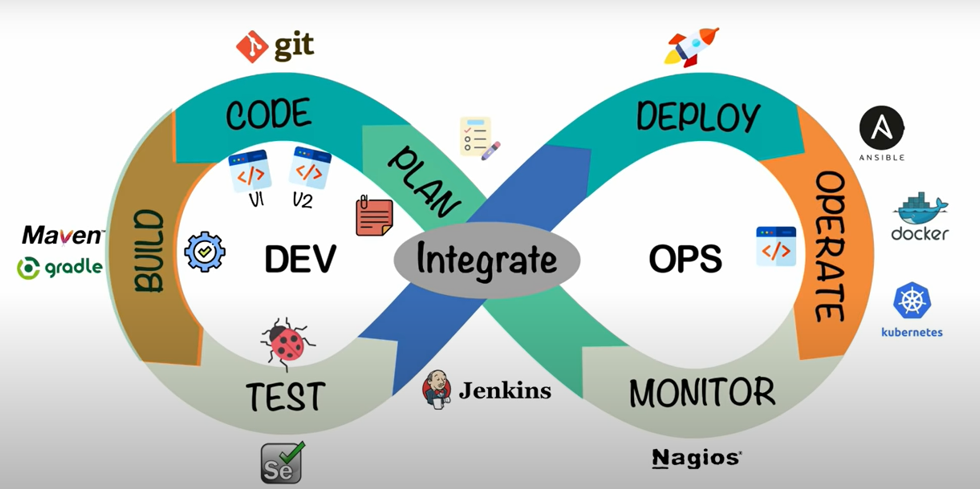 git
CODE
DEPLOY
PLAN
</>
</>
V1
V2
ANSIBLE
Maven™
gradle
BUILD
DEV
Integrate
OPS
</>
OPERATE
docker
kubernetes
TEST
Jenkins
MONITOR
Se
Nagios®
A